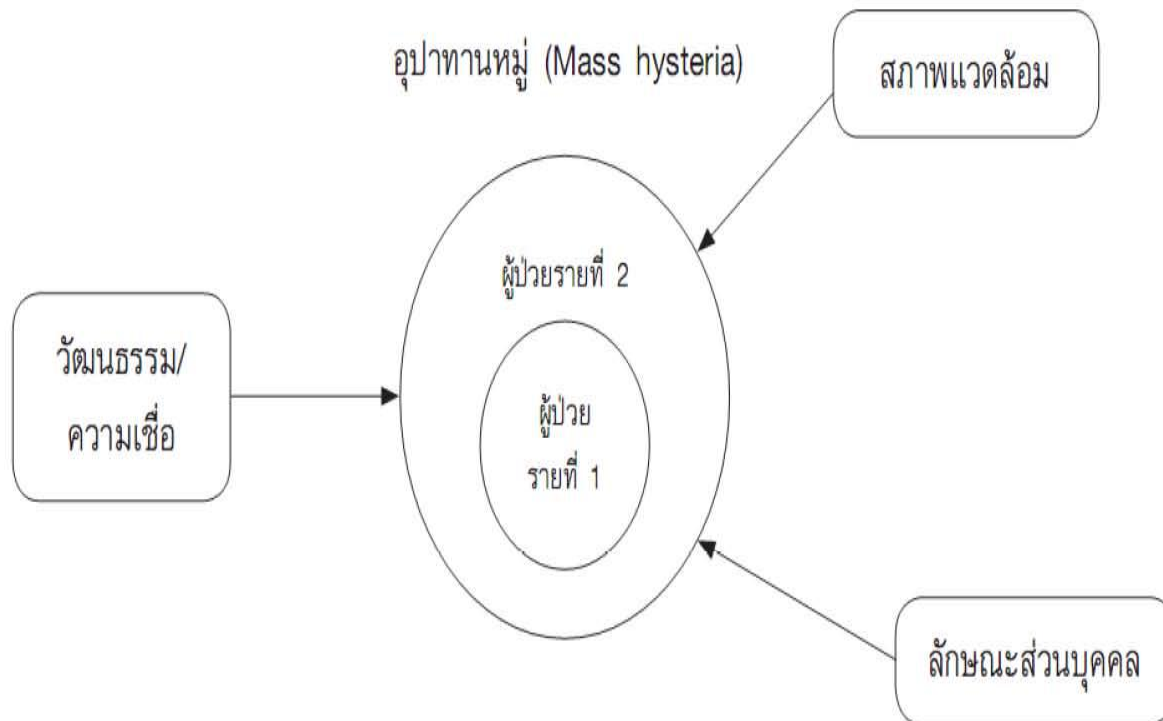 อุปาทานหมู่ (Mass hysteria)
สภาพแวดล้อม
ผู้ป่วยรายที่ 2
วัฒนธรรม/
ความเชื่อ
ผู้ป่วย
รายที่ 1
ลักษณะส่วนบุคคล